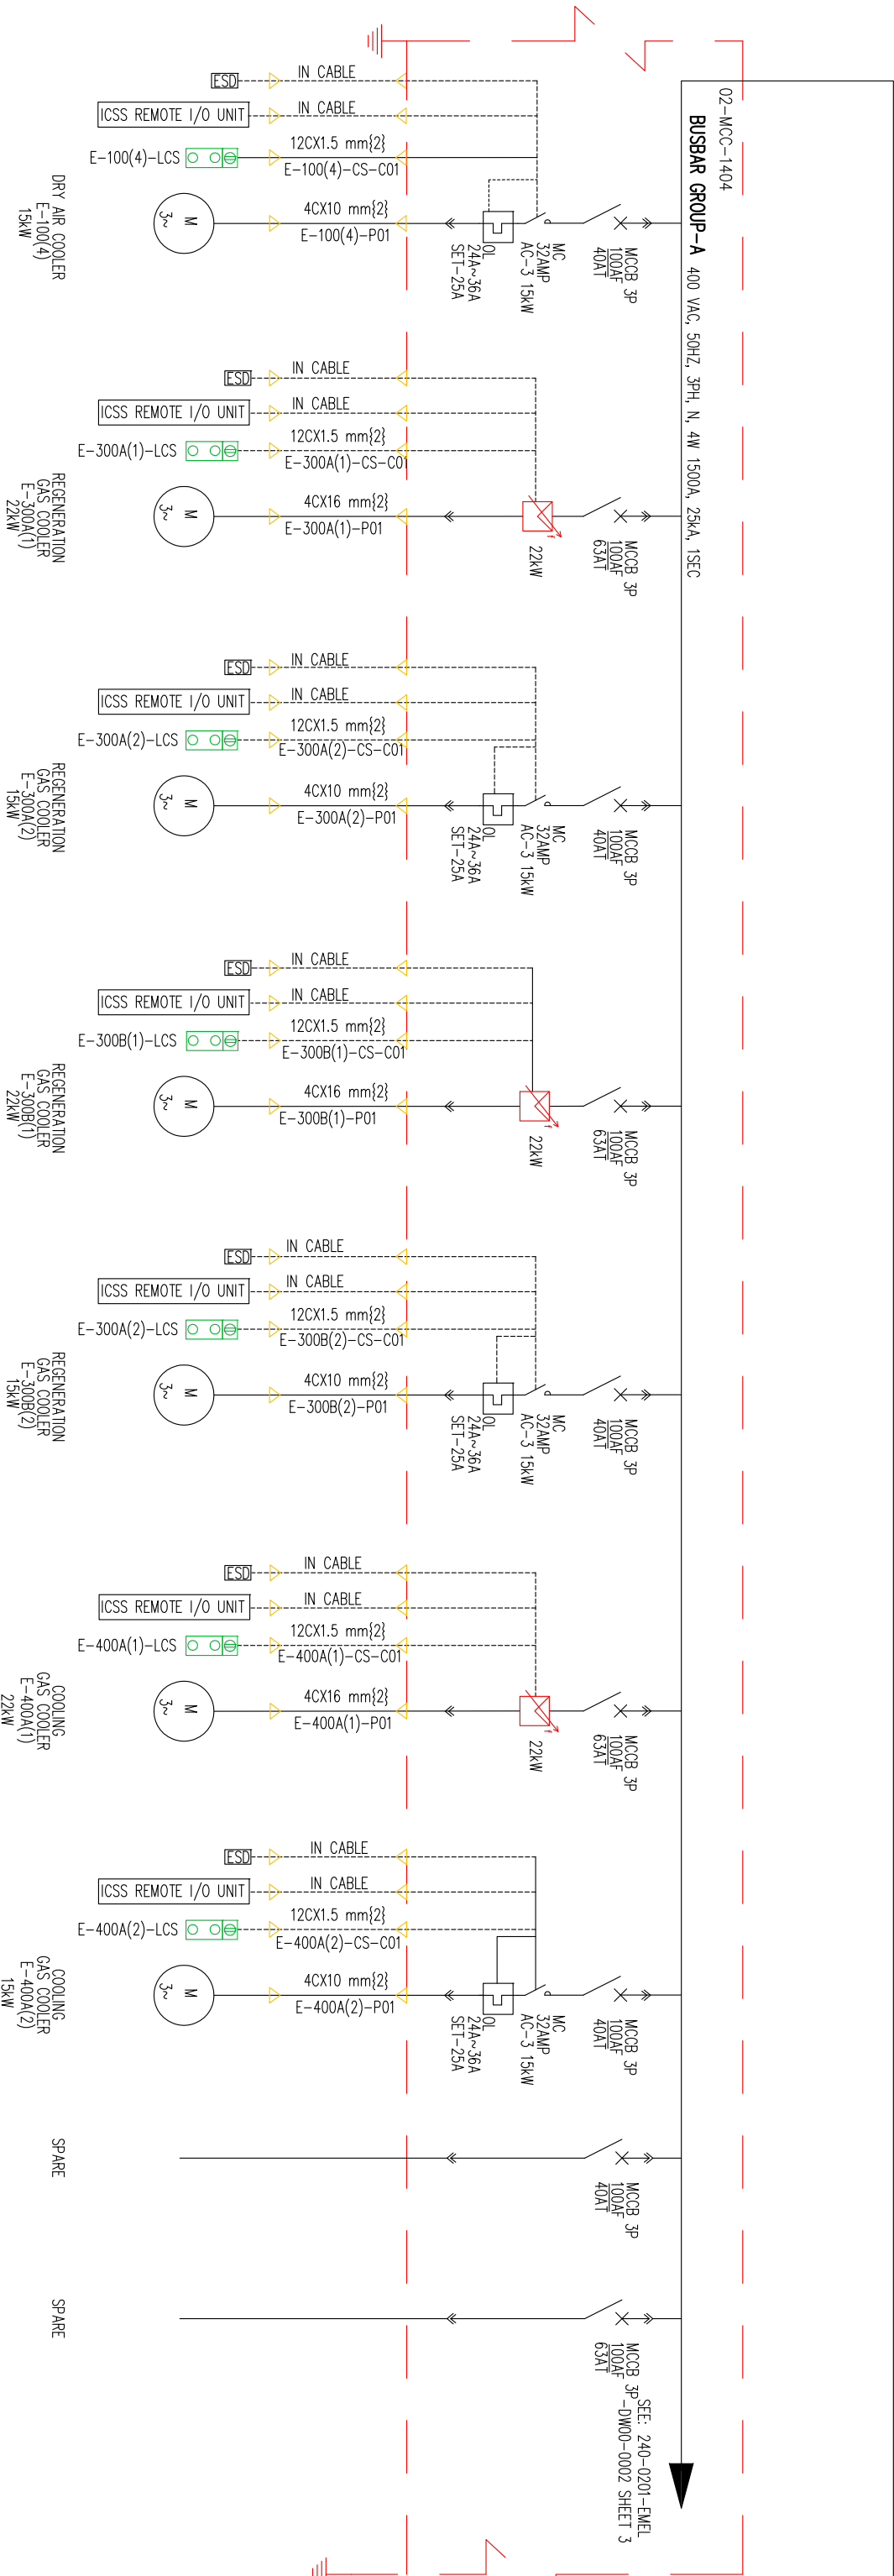 02-MCC-1404
BUSBAR GROUP-A 400 VAC, 50HZ, 3PH, N, 4W 1500A, 25kA, 1SEC
ESD
IN CABLE
ICSS REMOTE I/O UNIT
IN CABLE
E-100(4)-LCS
12CX1.5 mm{2}
E-100(4)-CS-C01
4CX10 mm{2}
E-100(4)-P01
M
3~
OL
24A~36A
SET-25A
MC
32AMP
AC-3 15kW
MCCB 3P
100AF
40AT
DRY AIR COOLER
E-100(4)
15kW
ESD
IN CABLE
ICSS REMOTE I/O UNIT
IN CABLE
E-300A(1)-LCS
12CX1.5 mm{2}
E-300A(1)-CS-C01
4CX16 mm{2}
E-300A(1)-P01
M
3~
22kW
MCCB 3P
100AF
63AT
REGENERATION
GAS COOLER
E-300A(1)
22kW
ESD
IN CABLE
ICSS REMOTE I/O UNIT
IN CABLE
E-300A(2)-LCS
12CX1.5 mm{2}
E-300A(2)-CS-C01
4CX10 mm{2}
E-300A(2)-P01
M
3~
OL
24A~36A
SET-25A
MC
32AMP
AC-3 15kW
MCCB 3P
100AF
40AT
REGENERATION
GAS COOLER
E-300A(2)
15kW
ESD
IN CABLE
ICSS REMOTE I/O UNIT
IN CABLE
E-300B(1)-LCS
12CX1.5 mm{2}
E-300B(1)-CS-C01
4CX16 mm{2}
E-300B(1)-P01
M
3~
22kW
MCCB 3P
100AF
63AT
REGENERATION
GAS COOLER
E-300B(1)
22kW
ESD
IN CABLE
ICSS REMOTE I/O UNIT
IN CABLE
E-300A(2)-LCS
12CX1.5 mm{2}
E-300B(2)-CS-C01
4CX10 mm{2}
E-300B(2)-P01
M
3~
OL
24A~36A
SET-25A
MC
32AMP
AC-3 15kW
MCCB 3P
100AF
40AT
REGENERATION
GAS COOLER
E-300B(2)
15kW
ESD
IN CABLE
ICSS REMOTE I/O UNIT
IN CABLE
E-400A(1)-LCS
12CX1.5 mm{2}
E-400A(1)-CS-C01
4CX16 mm{2}
E-400A(1)-P01
M
3~
22kW
MCCB 3P
100AF
63AT
COOLING
GAS COOLER
E-400A(1)
22kW
ESD
IN CABLE
ICSS REMOTE I/O UNIT
IN CABLE
E-400A(2)-LCS
12CX1.5 mm{2}
E-400A(2)-CS-C01
4CX10 mm{2}
E-400A(2)-P01
M
3~
OL
24A~36A
SET-25A
MC
32AMP
AC-3 15kW
MCCB 3P
100AF
40AT
COOLING
GAS COOLER
E-400A(2)
15kW
MCCB 3P
100AF
40AT
SPARE
MCCB 3P
100AF
63AT
SPARE
SEE: 240-0201-EMEL
-DW00-0002 SHEET 3